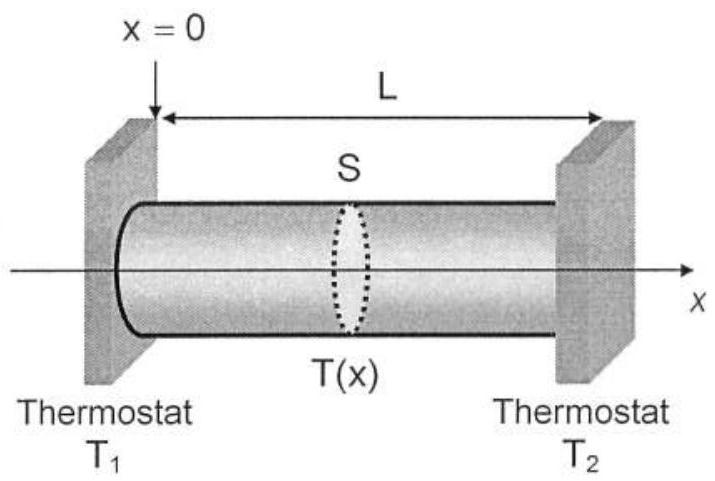 x = 0
L
S
x
T(x)
Thermostat
T₁
Thermostat
T₂